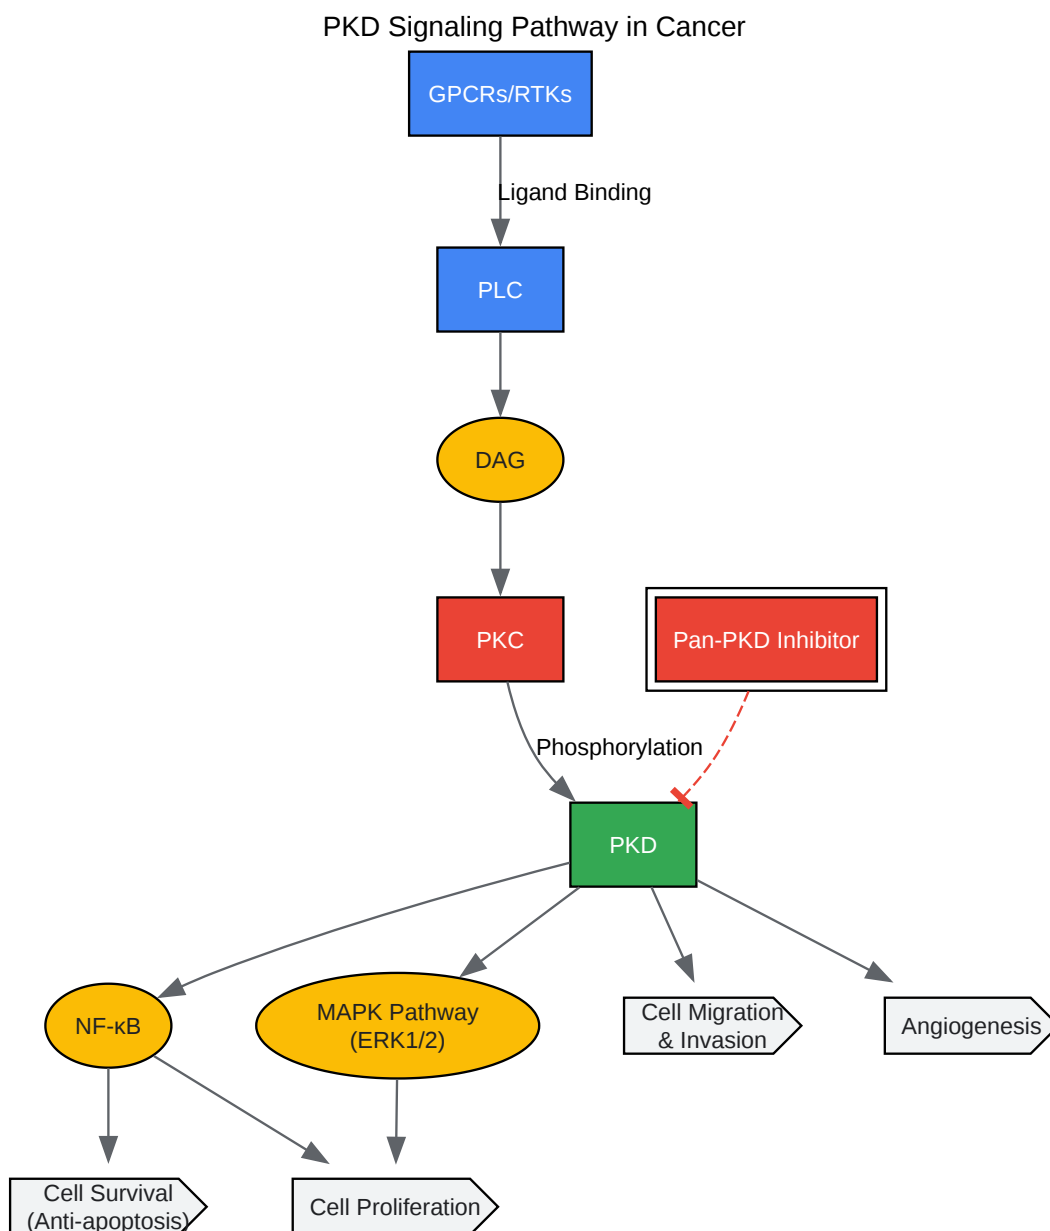 PKD Signaling Pathway in Cancer
GPCRs/RTKs
Ligand Binding
PLC
DAG
PKC
Pan-PKD Inhibitor
Phosphorylation
PKD
NF-κB
MAPK Pathway
(ERK1/2)
Cell Migration
& Invasion
Angiogenesis
Cell Survival
(Anti-apoptosis)
Cell Proliferation